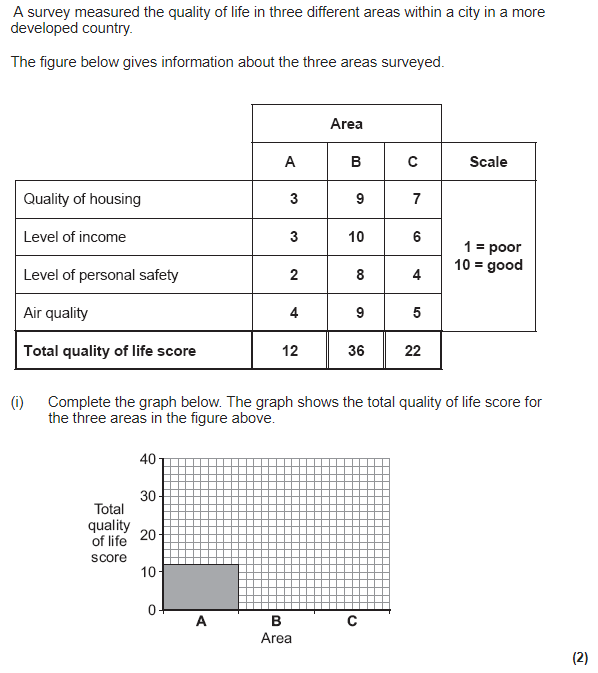 A survey measured the quality of life in three different areas within a city in a more
developed country.
The figure below gives information about the three areas surveyed.
Area
A B C Scale
Quality of housing 3 9 7
Level of income 3 10 6
1 = poor
10 = good
Level of personal safety 2 8 4
Air quality 4 9 5
Total quality of life score 12 36 22
(i) Complete the graph below. The graph shows the total quality of life score for
the three areas in the figure above.
40
30
Total
quality
of life
score
20
10
0
A B C
Area
(2)